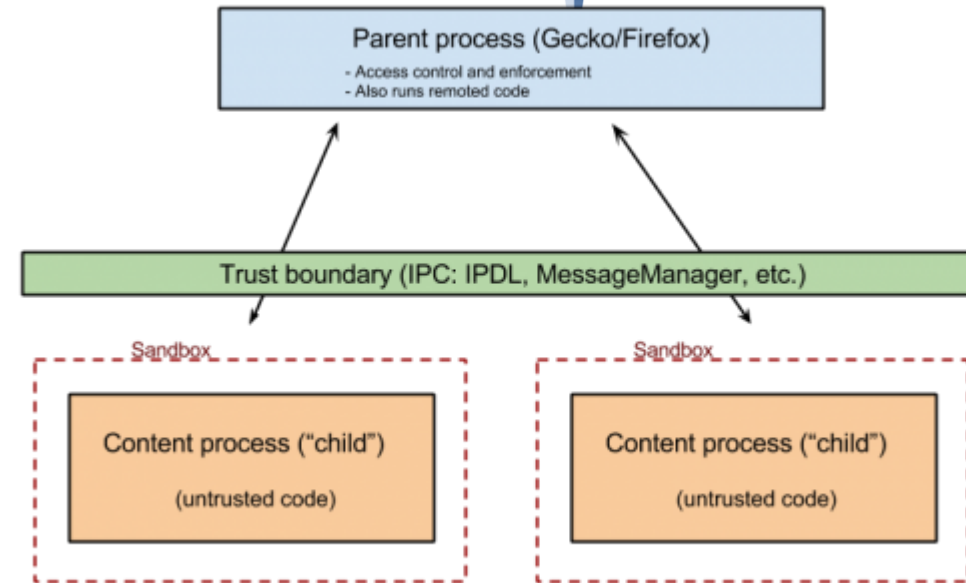 Parent process (Gecko/Firefox)
- Access control and enforcement
- Also runs remoted code
Trust boundary (IPC: IPDL, MessageManager, etc.)
Sandbox
Sandbox
Content process (“child”)
(untrusted code)
Content process (“child”)
(untrusted code)